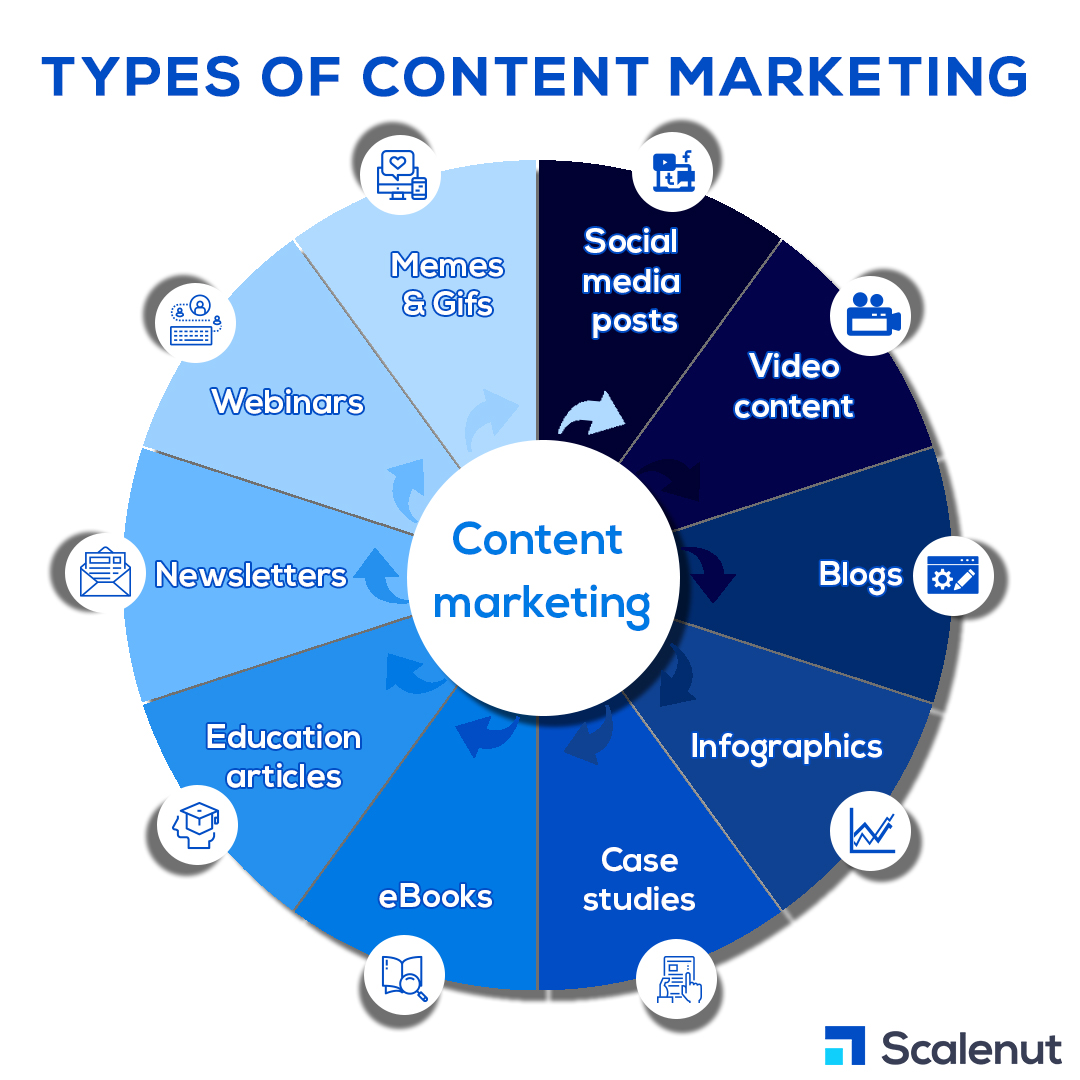 TYPES OF CONTENT MARKETING
Social
media
posts
Video
content
Blogs
Infographics
Case
studies
eBooks
Education
articles
Newsletters
Webinars
Memes
& Gifs
Content
marketing
Scalenut